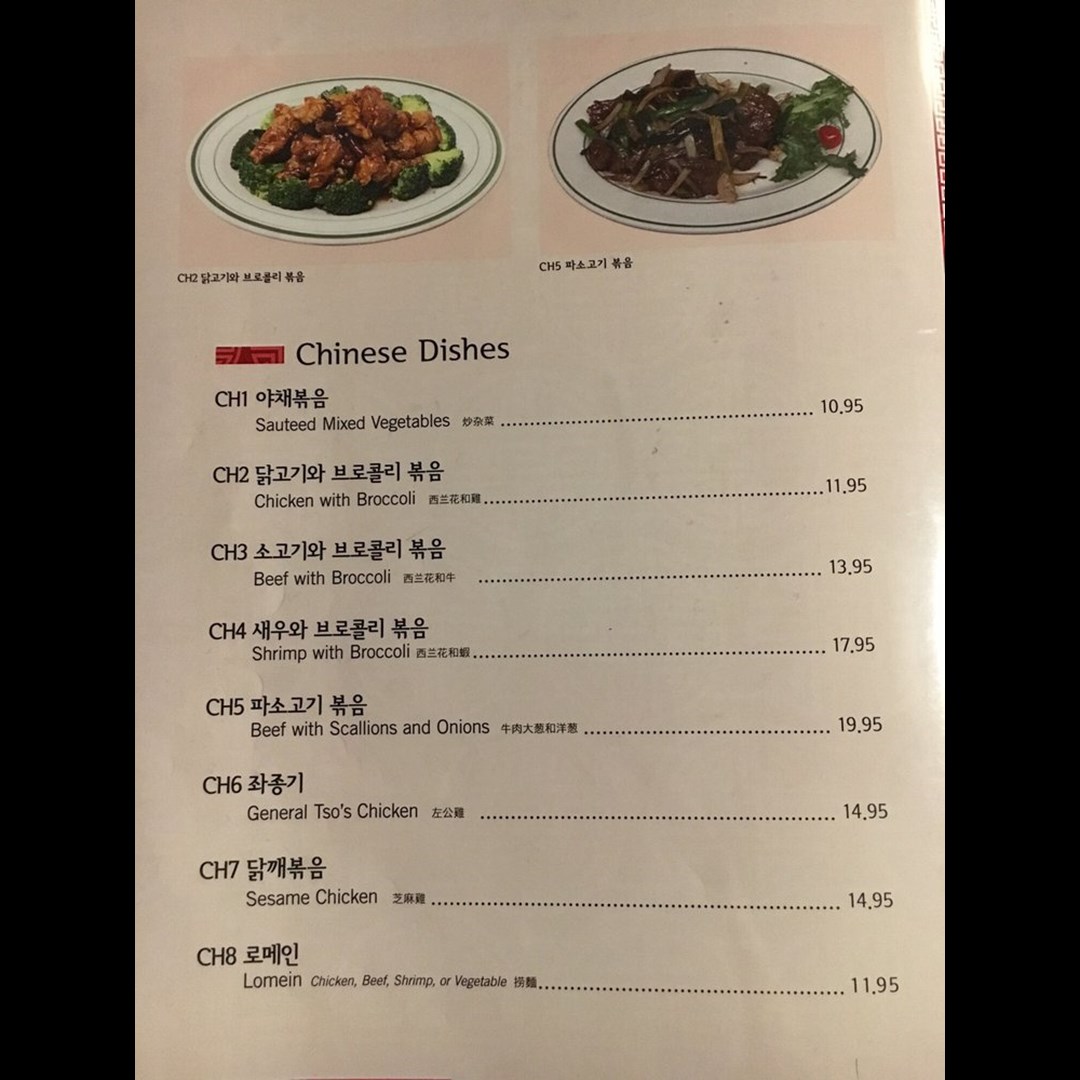 CH2 닭고기와 브로콜리 볶음
CH5 파소고기 볶음
Chinese Dishes
CH1 야채볶음
Sauteed Mixed Vegetables 炒杂菜 10.95
CH2 닭고기와 브로콜리 볶음
Chicken with Broccoli 西兰花和雞 11.95
CH3 소고기와 브로콜리 볶음
Beef with Broccoli 西兰花和牛 13.95
CH4 새우와 브로콜리 볶음
Shrimp with Broccoli 西兰花和蝦 17.95
CH5 파소고기 볶음
Beef with Scallions and Onions 牛肉大葱和洋葱 19.95
CH6 좌종기
General Tso's Chicken 左公雞 14.95
CH7 닭깨볶음
Sesame Chicken 芝麻雞 14.95
CH8 로메인
Lomein Chicken, Beef, Shrimp, or Vegetable 捞麵 11.95